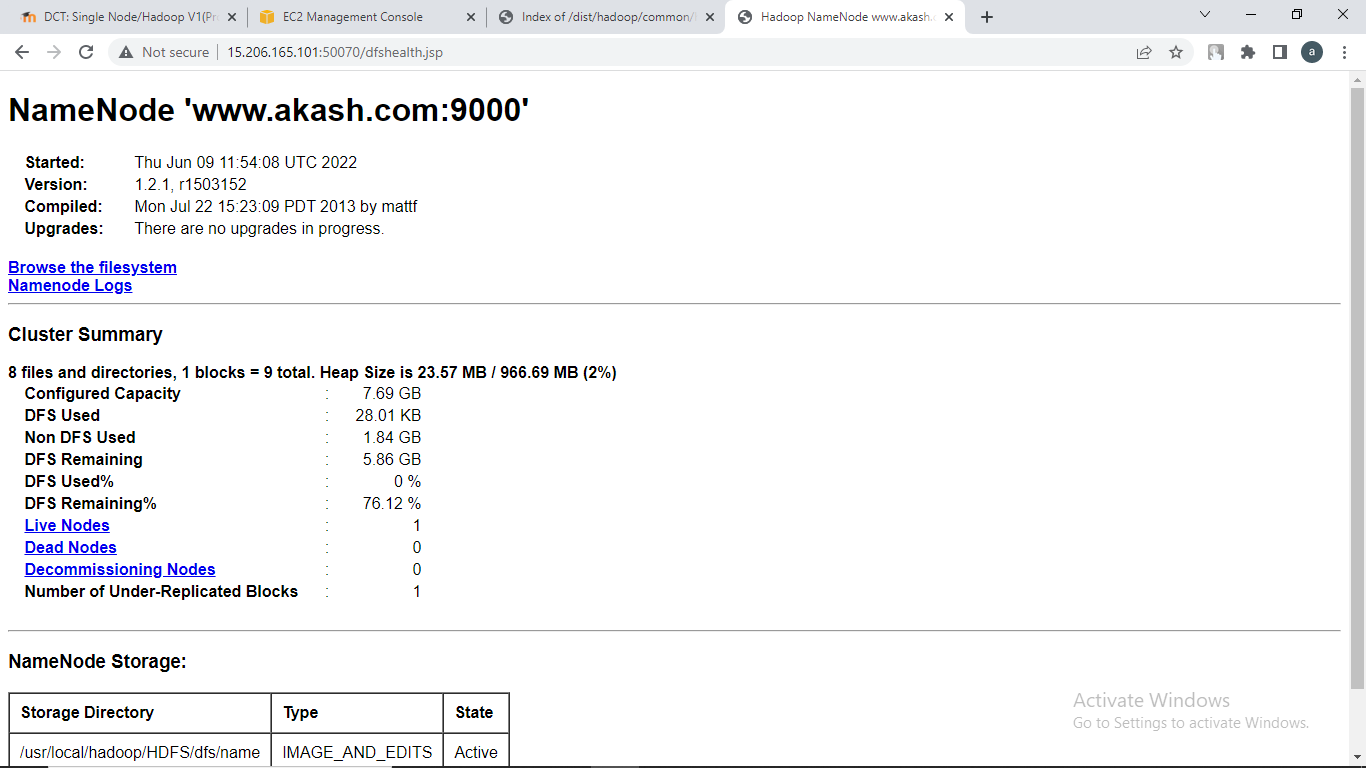 DCT: Single Node/Hadoop V1(Pr
EC2 Management Console
Index of /dist/hadoop/common/
Hadoop NameNode www.akash.
Not secure
15.206.165.101:50070/dfshealth.jsp
a
NameNode 'www.akash.com:9000'
Started: Thu Jun 09 11:54:08 UTC 2022
Version: 1.2.1, r1503152
Compiled: Mon Jul 22 15:23:09 PDT 2013 by mattf
Upgrades: There are no upgrades in progress.
Browse the filesystem
Namenode Logs
Cluster Summary
8 files and directories, 1 blocks = 9 total. Heap Size is 23.57 MB / 966.69 MB (2%)
Configured Capacity : 7.69 GB
DFS Used : 28.01 KB
Non DFS Used : 1.84 GB
DFS Remaining : 5.86 GB
DFS Used% : 0 %
DFS Remaining% : 76.12 %
Live Nodes : 1
Dead Nodes : 0
Decommissioning Nodes : 0
Number of Under-Replicated Blocks : 1
NameNode Storage:
Storage Directory Type State
/usr/local/hadoop/HDFS/dfs/name IMAGE_AND_EDITS Active
Activate Windows
Go to Settings to activate Windows.